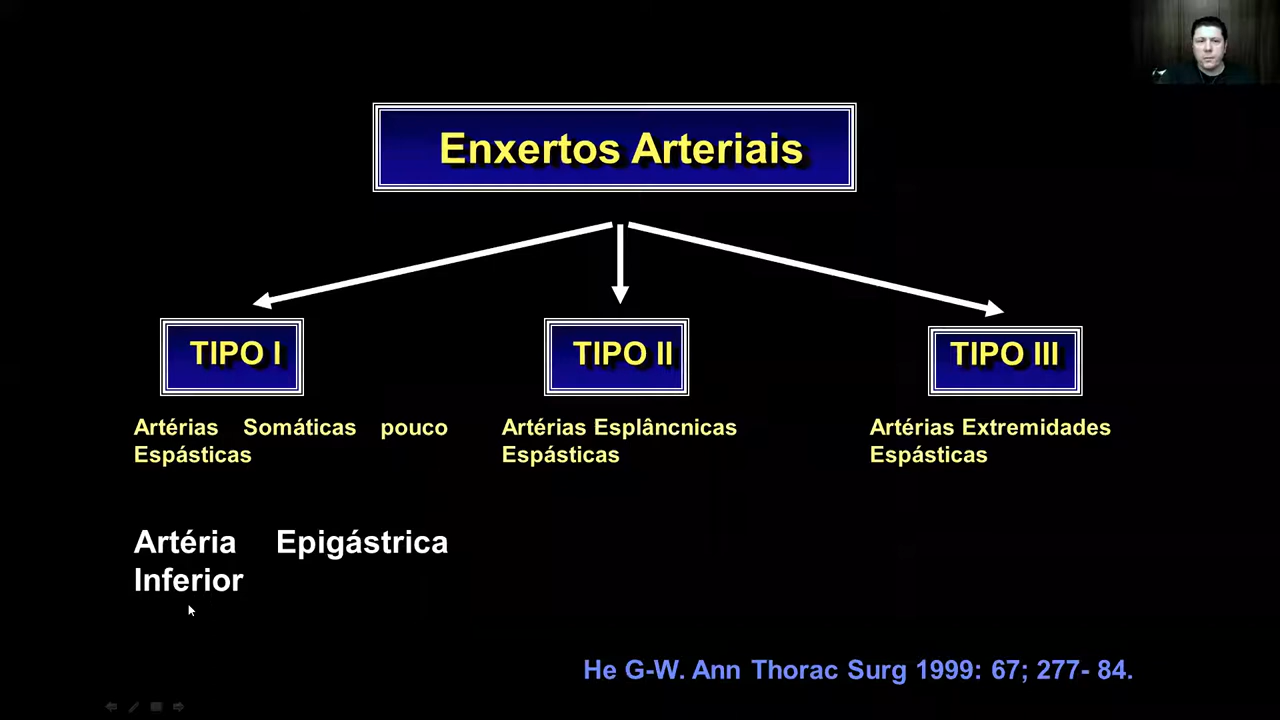 Enxertos Arteriais
TIPO I
TIPO II
TIPO III
Artérias Somáticas pouco
Espásticas
Artérias Esplâncnicas
Espásticas
Artérias Extremidades
Espásticas
Artéria Epigástrica
Inferior
He G-W. Ann Thorac Surg 1999: 67; 277- 84.